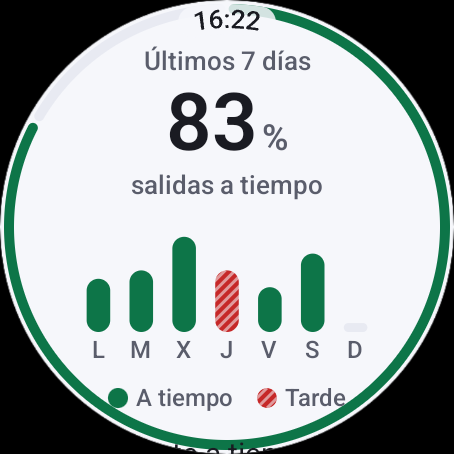 16:22
Últimos 7 días
83 %
salidas a tiempo
L M X J V S D
A tiempo Tarde